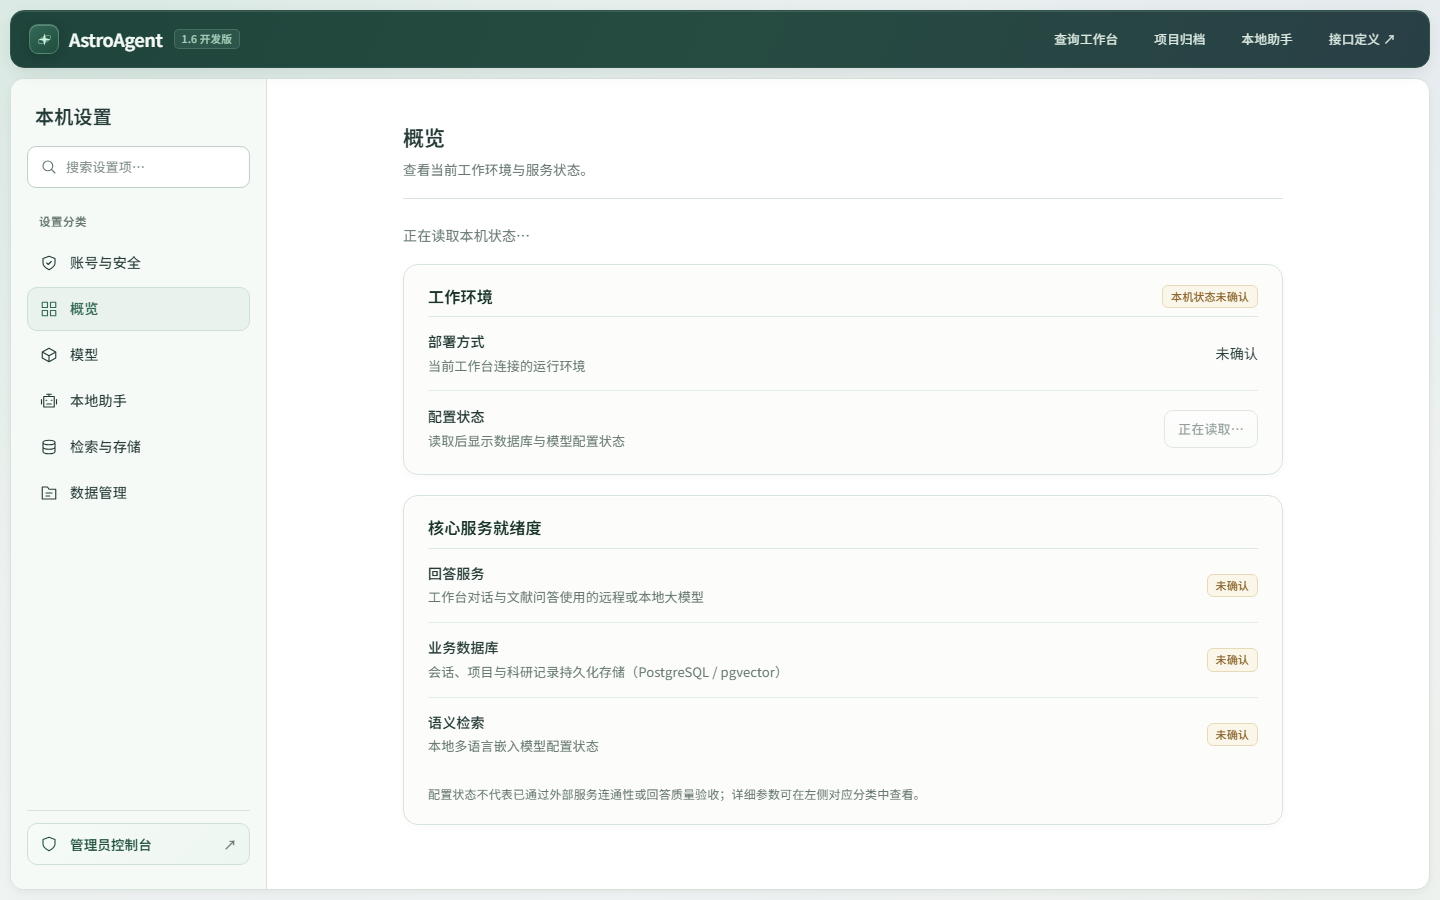 AstroAgent
1.6 开发版
查询工作台
项目归档
本地助手
接口定义 ↗
本机设置
搜索设置项…
设置分类
账号与安全
概览
模型
本地助手
检索与存储
数据管理
管理员控制台 ↗
概览
查看当前工作环境与服务状态。
正在读取本机状态…
工作环境
本机状态未确认
部署方式
当前工作台连接的运行环境
未确认
配置状态
读取后显示数据库与模型配置状态
正在读取…
核心服务就绪度
回答服务
工作台对话与文献问答使用的远程或本地大模型
未确认
业务数据库
会话、项目与科研记录持久化存储（PostgreSQL / pgvector）
未确认
语义检索
本地多语言嵌入模型配置状态
未确认
配置状态不代表已通过外部服务连通性或回答质量验收；详细参数可在左侧对应分类中查看。